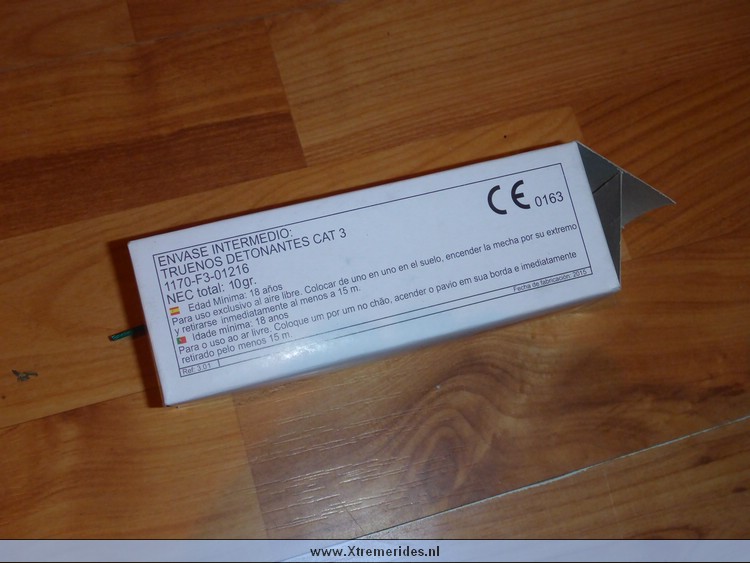 ENVASE INTERMEDIO:
TRUENOS DETONANTES CAT 3
1170-F3-01216
NEC total: 10gr.
CE 0163
Edad Mínima: 18 años
Para uso exclusivo al aire libre. Colocar de uno en uno en el suelo, encender la mecha por su extremo
y retirarse inmediatamente al menos a 15 m.
Idade mínima: 18 anos
Para o uso ao ar livre. Coloque um por um no chão, acender o pavio em sua borda e imediatamente
retirado pelo menos 15 m.
Fecha de fabricación: 2015
Ref: 3.01
www.Xtremerides.nl